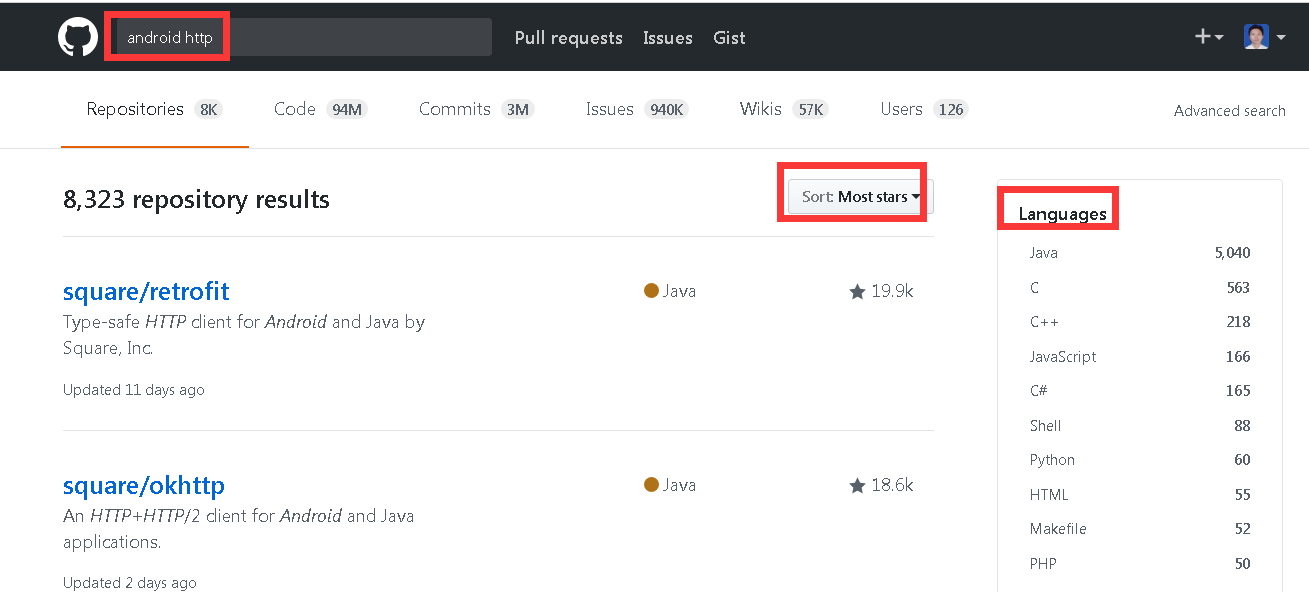 android http Pull requests Issues Gist
Repositories 8K Code 94M Commits 3M Issues 940K Wikis 57K Users 126 Advanced search
8,323 repository results
Sort: Most stars
square/retrofit
Java
19.9k
Type-safe HTTP client for Android and Java by
Square, Inc.
Updated 11 days ago
square/okhttp
Java
18.6k
An HTTP+HTTP/2 client for Android and Java
applications.
Updated 2 days ago
Languages
Java 5,040
C 563
C++ 218
JavaScript 166
C# 165
Shell 88
Python 60
HTML 55
Makefile 52
PHP 50